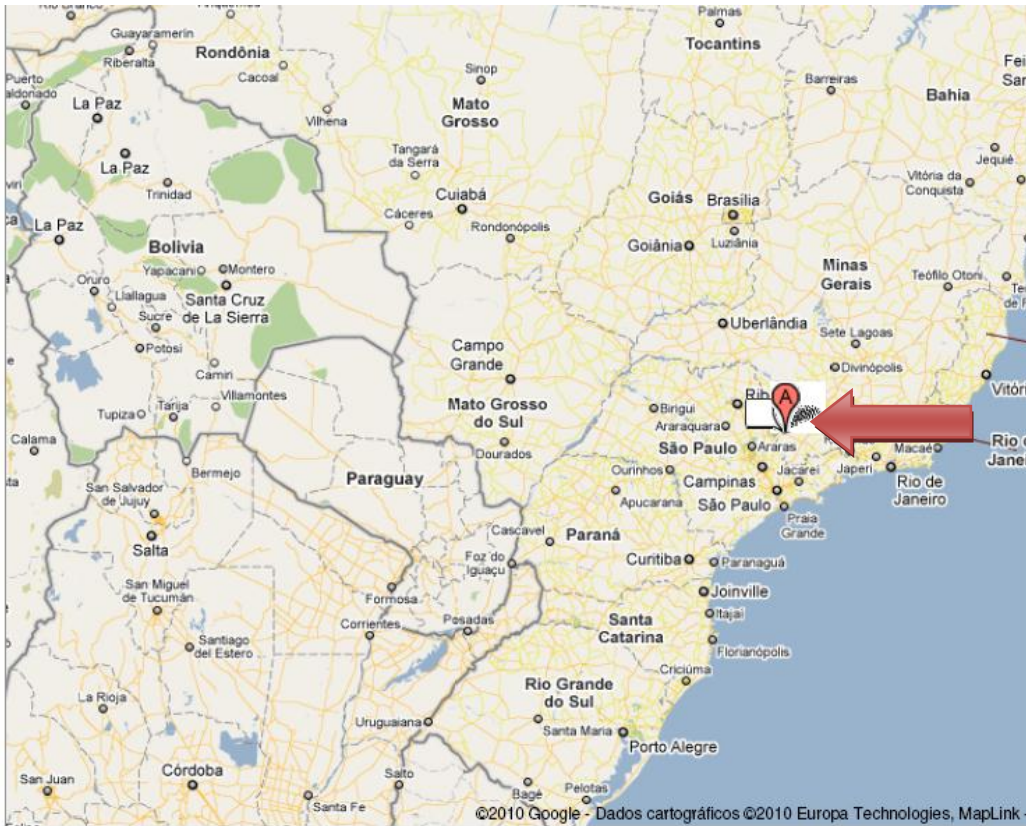 Palmas
Guayaramerin
Riberalta
Rondônia
Cacoal
Tocantins
Puerto
Sinop
Barreiras
Bahia
La Paz
Mato
Grosso
Vilhena
La Paz
Tangará
da Serra
Jequié
Trinidad
Vitória da
Conquista
Goiás
Brasília
Cuiabá
La Paz
Cáceres
Rondonópolis
Goiânia
Luziânia
Bolivia
Minas
Gerais
Yapacani
Montero
Teófilo Otoni
Oruro
Llallagua
Santa Cruz
de La Sierra
Sucre
Uberlândia
Sete Lagoas
Potosí
Campo
Grande
Divinópolis
Camiri
Villamontes
A
Mato Grosso
do Sul
Birigui
Tupiza
Tarija
Araraquara
Calama
Dourados
São Paulo
Araras
Macaé
Bermejo
Ourinhos
Jacareí
Japeri
Paraguay
Campinas
Rio de
Janeiro
San Salvador
de Jujuy
Apucarana
São Paulo
Praia
Grande
Cascavel
Paraná
Salta
Foz do
Iguaçu
Curitiba
Paranaguá
San Miguel
de Tucumán
Formosa
Joinville
Corrientes
Posadas
Santa
Catarina
Itajaí
Santiago
del Estero
Florianópolis
Criciúma
La Rioja
Rio Grande
do Sul
Uruguaiana
Santa Maria
Porto Alegre
Córdoba
San Juan
Salto
Santa Fe
Bagé
Pelotas
©2010 Google - Dados cartográficos ©2010 Europa Technologies, MapLink